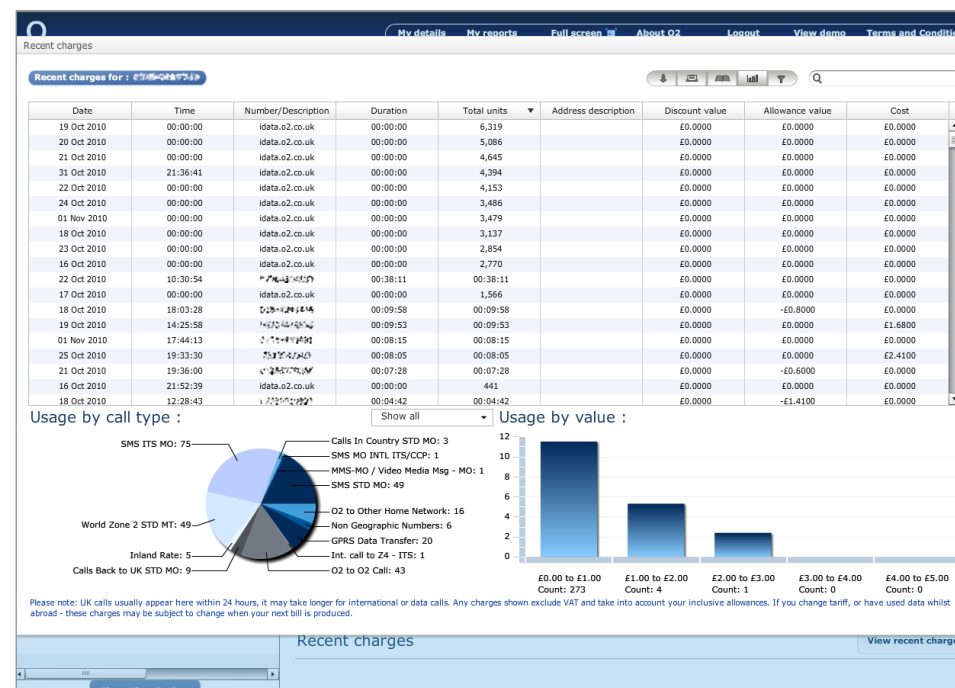 O2
My details My reports Full screen About O2 Logout View demo Terms and Conditio
Recent charges
Recent charges for :
Date Time Number/Description Duration Total units Address description Discount value Allowance value Cost
19 Oct 2010 00:00:00 idata.o2.co.uk 00:00:00 6,319 £0.0000 £0.0000 £0.0000
20 Oct 2010 00:00:00 idata.o2.co.uk 00:00:00 5,086 £0.0000 £0.0000 £0.0000
21 Oct 2010 00:00:00 idata.o2.co.uk 00:00:00 4,645 £0.0000 £0.0000 £0.0000
31 Oct 2010 21:36:41 idata.o2.co.uk 00:00:00 4,394 £0.0000 £0.0000 £0.0000
22 Oct 2010 00:00:00 idata.o2.co.uk 00:00:00 4,153 £0.0000 £0.0000 £0.0000
24 Oct 2010 00:00:00 idata.o2.co.uk 00:00:00 3,486 £0.0000 £0.0000 £0.0000
01 Nov 2010 00:00:00 idata.o2.co.uk 00:00:00 3,479 £0.0000 £0.0000 £0.0000
18 Oct 2010 00:00:00 idata.o2.co.uk 00:00:00 3,137 £0.0000 £0.0000 £0.0000
23 Oct 2010 00:00:00 idata.o2.co.uk 00:00:00 2,854 £0.0000 £0.0000 £0.0000
16 Oct 2010 00:00:00 idata.o2.co.uk 00:00:00 2,770 £0.0000 £0.0000 £0.0000
22 Oct 2010 10:30:54 00:38:11 00:38:11 £0.0000 £0.0000 £0.0000
17 Oct 2010 00:00:00 idata.o2.co.uk 00:00:00 1,566 £0.0000 £0.0000 £0.0000
18 Oct 2010 18:03:28 00:09:58 00:09:58 £0.0000 -£0.8000 £0.0000
19 Oct 2010 14:25:58 00:09:53 00:09:53 £0.0000 £0.0000 £1.6800
01 Nov 2010 17:44:13 00:08:15 00:08:15 £0.0000 £0.0000 £0.0000
25 Oct 2010 19:33:30 00:08:05 00:08:05 £0.0000 £0.0000 £2.4100
21 Oct 2010 19:36:00 00:07:28 00:07:28 £0.0000 -£0.6000 £0.0000
16 Oct 2010 21:52:39 idata.o2.co.uk 00:00:00 441 £0.0000 £0.0000 £0.0000
18 Oct 2010 12:28:43 00:04:42 00:04:42 £0.0000 -£1.4100 £0.0000
Usage by call type : Show all Usage by value :
SMS ITS MO: 75
World Zone 2 STD MT: 49
Inland Rate: 5
Calls Back to UK STD MO: 9
Calls In Country STD MO: 3
SMS MO INTL ITS/CCP: 1
MMS-MO / Video Media Msg - MO: 1
SMS STD MO: 49
O2 to Other Home Network: 16
Non Geographic Numbers: 6
GPRS Data Transfer: 20
Int. call to Z4 - ITS: 1
O2 to O2 Call: 43
12
10
8
6
4
2
0
£0.00 to £1.00 £1.00 to £2.00 £2.00 to £3.00 £3.00 to £4.00 £4.00 to £5.00
Count: 273 Count: 4 Count: 1 Count: 0 Count: 0
Please note: UK calls usually appear here within 24 hours, it may take longer for international or data calls. Any charges shown exclude VAT and take into account your inclusive allowances. If you change tariff, or have used data whilst
abroad - these charges may be subject to change when your next bill is produced.
Recent charges View recent charg